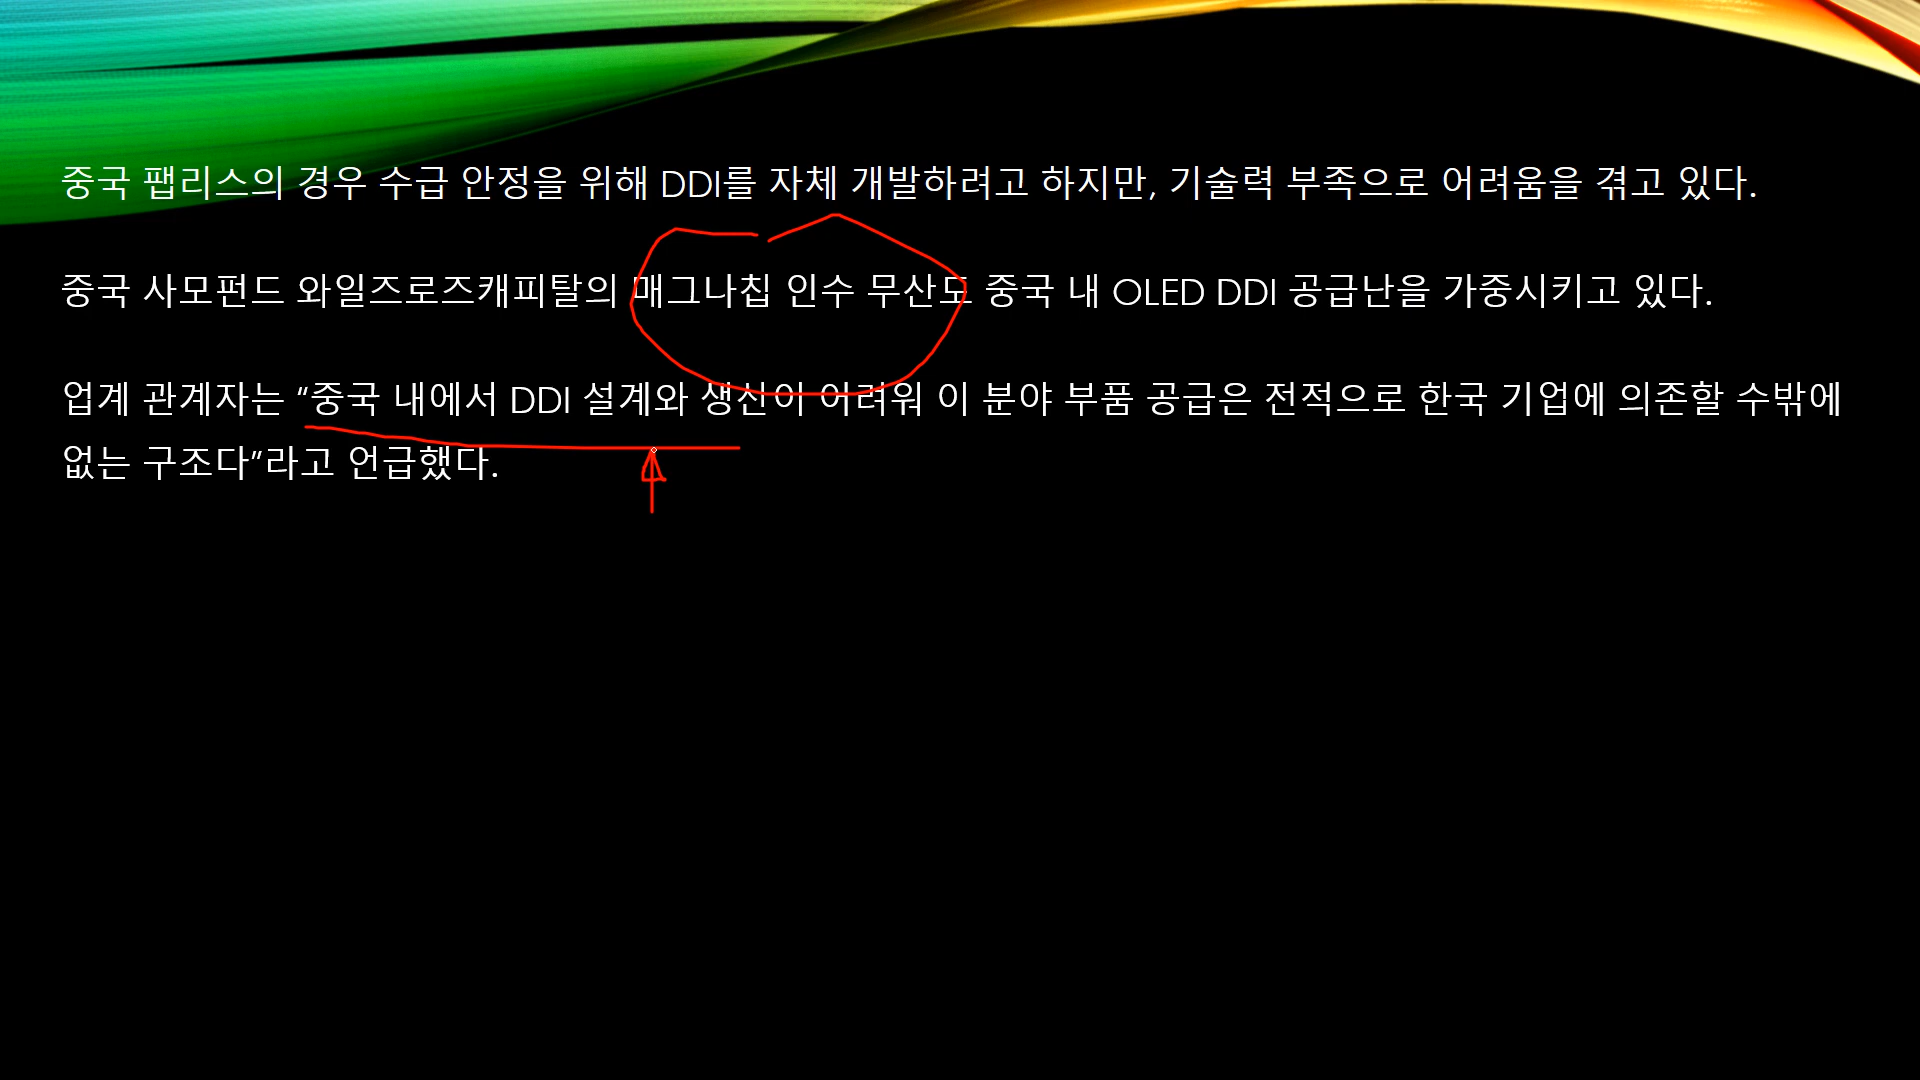 중국 팹리스의 경우 수급 안정을 위해 DDI를 자체 개발하려고 하지만, 기술력 부족으로 어려움을 겪고 있다.
중국 사모펀드 와일즈로즈캐피탈의 매그나칩 인수 무산도 중국 내 OLED DDI 공급난을 가중시키고 있다.
업계 관계자는 “중국 내에서 DDI 설계와 생산이 어려워 이 분야 부품 공급은 전적으로 한국 기업에 의존할 수밖에
없는 구조다”라고 언급했다.